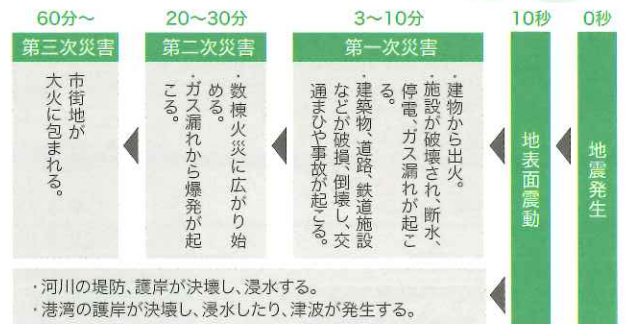 0秒
地震発生
10秒
地表面震動
3〜10分
第一次災害
・建物から出火。
・施設が破壊され、断水、
停電、ガス漏れが起こ
る。
・建築物、道路、鉄道施設
などが破損、倒壊し、交
通まひや事故が起こる。
20〜30分
第二次災害
・数棟火災に広がり始
める。
・ガス漏れから爆発が起
こる。
60分〜
第三次災害
市街地が
大火に包まれる。
・河川の堤防、護岸が決壊し、浸水する。
・港湾の護岸が決壊し、浸水したり、津波が発生する。